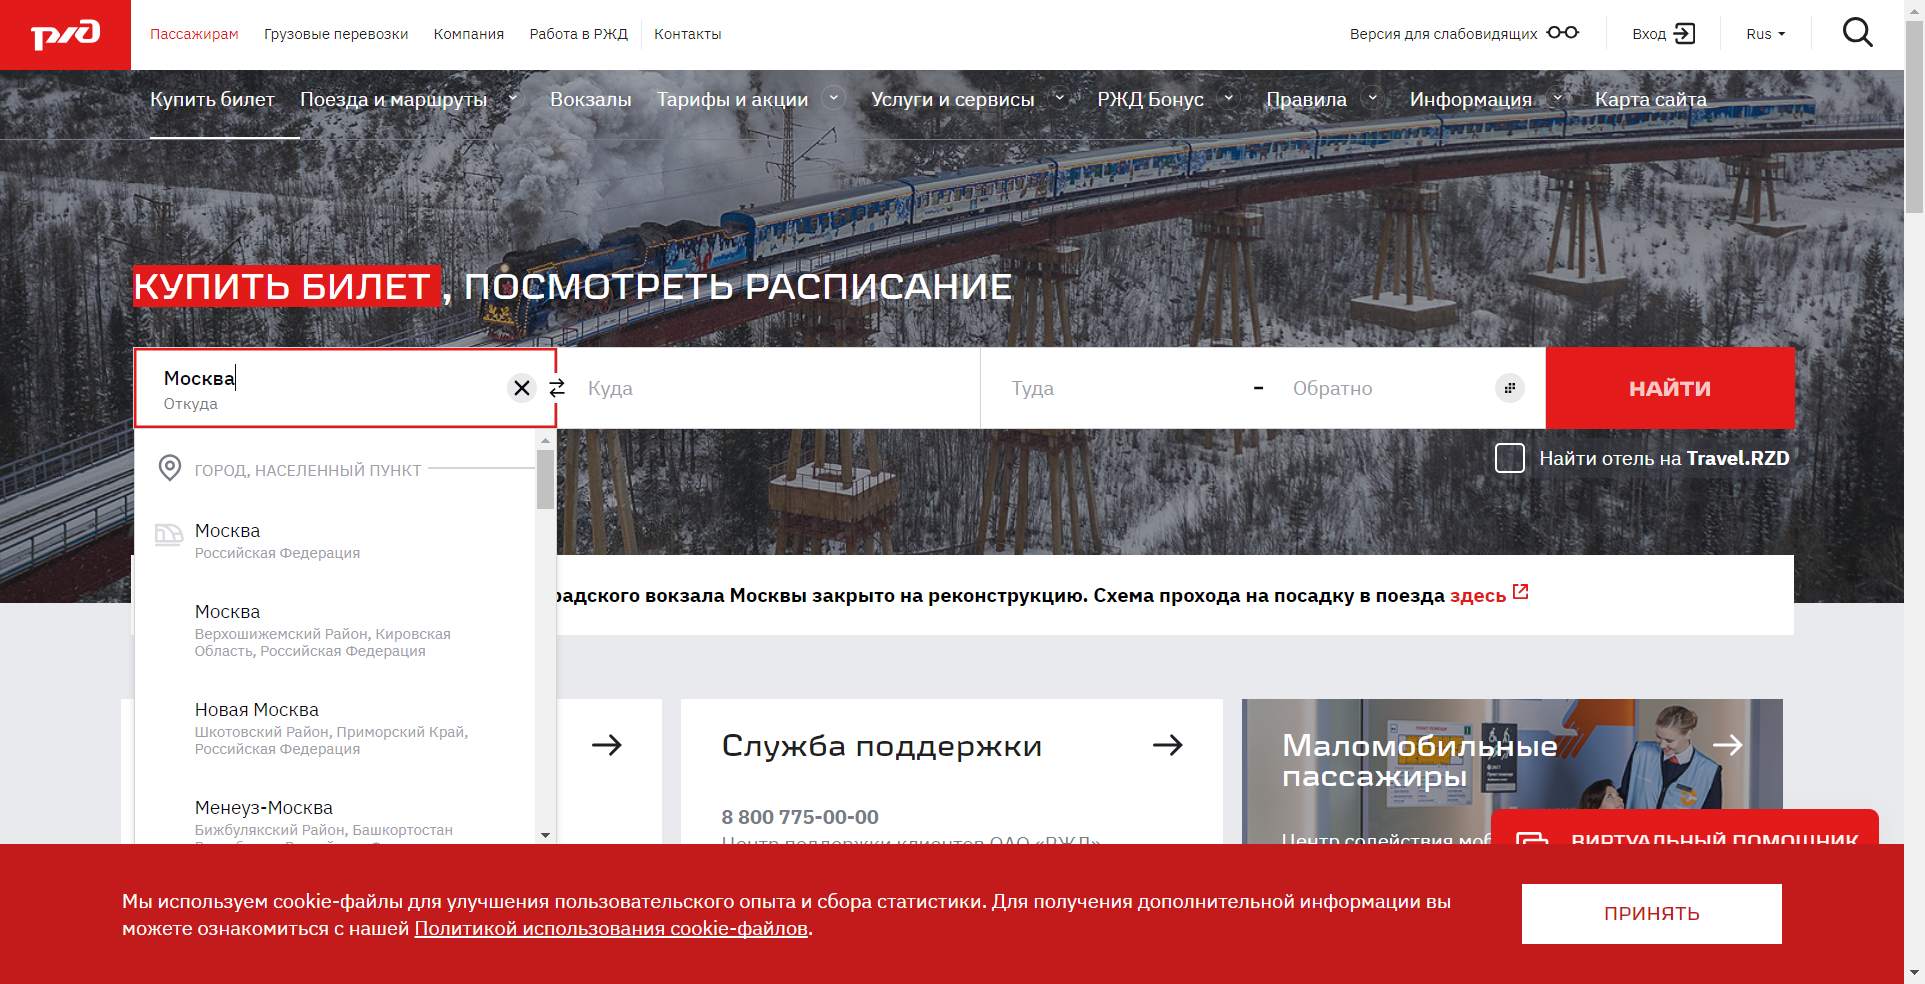 Пассажирам Грузовые перевозки Компания Работа в РЖД Контакты Версия для слабовидящих Вход Rus
Купить билет Поезда и маршруты Вокзалы Тарифы и акции Услуги и сервисы РЖД Бонус Правила Информация Карта сайта
КУПИТЬ БИЛЕТ, ПОСМОТРЕТЬ РАСПИСАНИЕ
Москва
Откуда
Куда
Туда - Обратно
НАЙТИ
Найти отель на Travel.RZD
ГОРОД, НАСЕЛЕННЫЙ ПУНКТ
Москва
Российская Федерация
Москва
Верхошижемский Район, Кировская
Область, Российская Федерация
Новая Москва
Шкотовский Район, Приморский Край,
Российская Федерация
Менеуз-Москва
Бижбулякский Район, Башкортостан
радского вокзала Москвы закрыто на реконструкцию. Схема прохода на посадку в поезда здесь
Служба поддержки
8 800 775-00-00
Центр поддержки клиентов ОАО «РЖД»
Маломобильные
пассажиры
Центр содействия моб
ВИРТУАЛЬНЫЙ ПОМОЩНИК
Мы используем cookie-файлы для улучшения пользовательского опыта и сбора статистики. Для получения дополнительной информации вы
можете ознакомиться с нашей Политикой использования cookie-файлов.
ПРИНЯТЬ